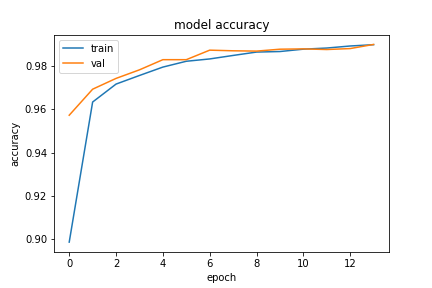 model accuracy
train
val
0.98
0.96
0.94
0.92
0.90
accuracy
0 2 4 6 8 10 12
epoch